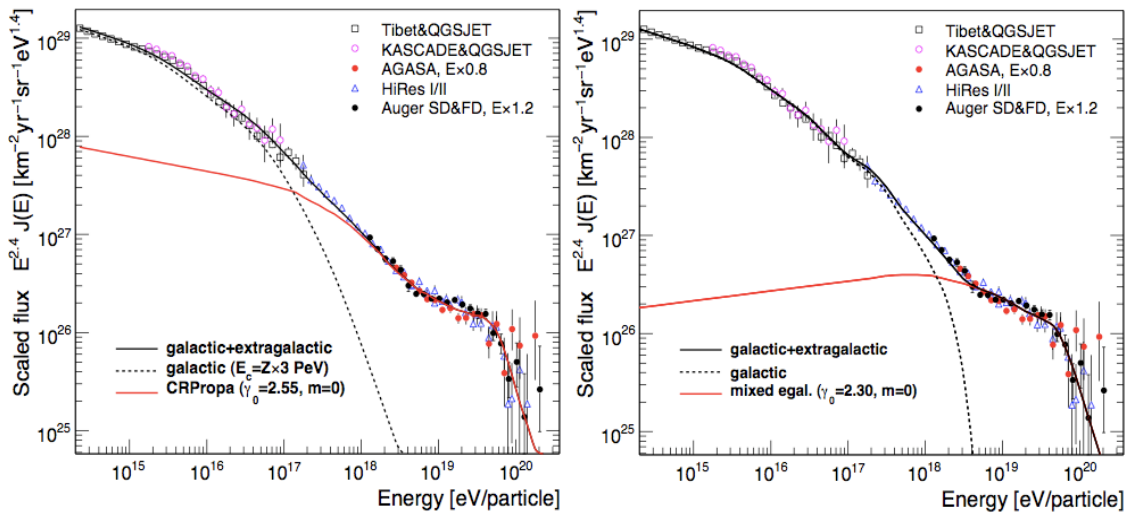 Scaled flux E^2.4 J(E) [km^-2 yr^-1 sr^-1 eV^1.4]
10^29
10^28
10^27
10^26
10^25
Tibet&QGSJET
KASCADE&QGSJET
AGASA, E×0.8
HiRes I/II
Auger SD&FD, E×1.2
galactic+extragalactic
galactic (E_c=Z×3 PeV)
CRPropa (γ_0=2.55, m=0)
10^15 10^16 10^17 10^18 10^19 10^20
Energy [eV/particle]
Scaled flux E^2.4 J(E) [km^-2 yr^-1 sr^-1 eV^1.4]
10^29
10^28
10^27
10^26
10^25
Tibet&QGSJET
KASCADE&QGSJET
AGASA, E×0.8
HiRes I/II
Auger SD&FD, E×1.2
galactic+extragalactic
galactic
mixed egal. (γ_0=2.30, m=0)
10^15 10^16 10^17 10^18 10^19 10^20
Energy [eV/particle]